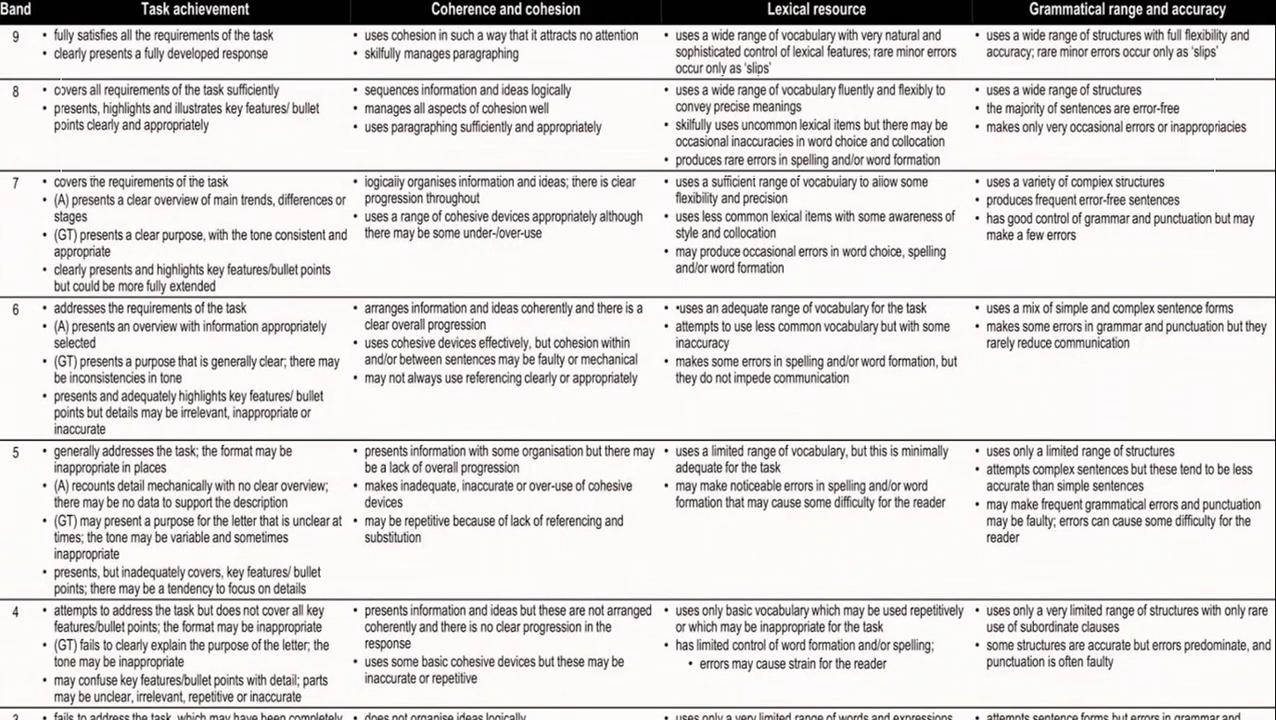 Band Task achievement Coherence and cohesion Lexical resource Grammatical range and accuracy
9
• fully satisfies all the requirements of the task
• clearly presents a fully developed response
• uses cohesion in such a way that it attracts no attention
• skilfully manages paragraphing
• uses a wide range of vocabulary with very natural and
sophisticated control of lexical features; rare minor errors
occur only as 'slips'
• uses a wide range of structures with full flexibility and
accuracy; rare minor errors occur only as 'slips'
8
• covers all requirements of the task sufficiently
• presents, highlights and illustrates key features/ bullet
points clearly and appropriately
• sequences information and ideas logically
• manages all aspects of cohesion well
• uses paragraphing sufficiently and appropriately
• uses a wide range of vocabulary fluently and flexibly to
convey precise meanings
• skilfully uses uncommon lexical items but there may be
occasional inaccuracies in word choice and collocation
• produces rare errors in spelling and/or word formation
• uses a wide range of structures
• the majority of sentences are error-free
• makes only very occasional errors or inappropriacies
7
• covers the requirements of the task
• (A) presents a clear overview of main trends, differences or
stages
• (GT) presents a clear purpose, with the tone consistent and
appropriate
• clearly presents and highlights key features/bullet points
but could be more fully extended
• logically organises information and ideas; there is clear
progression throughout
• uses a range of cohesive devices appropriately although
there may be some under-/over-use
• uses a sufficient range of vocabulary to allow some
flexibility and precision
• uses less common lexical items with some awareness of
style and collocation
• may produce occasional errors in word choice, spelling
and/or word formation
• uses a variety of complex structures
• produces frequent error-free sentences
• has good control of grammar and punctuation but may
make a few errors
6
• addresses the requirements of the task
• (A) presents an overview with information appropriately
selected
• (GT) presents a purpose that is generally clear; there may
be inconsistencies in tone
• presents and adequately highlights key features/ bullet
points but details may be irrelevant, inappropriate or
inaccurate
• arranges information and ideas coherently and there is a
clear overall progression
• uses cohesive devices effectively, but cohesion within
and/or between sentences may be faulty or mechanical
• may not always use referencing clearly or appropriately
• •uses an adequate range of vocabulary for the task
• attempts to use less common vocabulary but with some
inaccuracy
• makes some errors in spelling and/or word formation, but
they do not impede communication
• uses a mix of simple and complex sentence forms
• makes some errors in grammar and punctuation but they
rarely reduce communication
5
• generally addresses the task; the format may be
inappropriate in places
• (A) recounts detail mechanically with no clear overview;
there may be no data to support the description
• (GT) may present a purpose for the letter that is unclear at
times; the tone may be variable and sometimes
inappropriate
• presents, but inadequately covers, key features/ bullet
points; there may be a tendency to focus on details
• presents information with some organisation but there may
be a lack of overall progression
• makes inadequate, inaccurate or over-use of cohesive
devices
• may be repetitive because of lack of referencing and
substitution
• uses a limited range of vocabulary, but this is minimally
adequate for the task
• may make noticeable errors in spelling and/or word
formation that may cause some difficulty for the reader
• uses only a limited range of structures
• attempts complex sentences but these tend to be less
accurate than simple sentences
• may make frequent grammatical errors and punctuation
may be faulty; errors can cause some difficulty for the
reader
4
• attempts to address the task but does not cover all key
features/bullet points; the format may be inappropriate
• (GT) fails to clearly explain the purpose of the letter; the
tone may be inappropriate
• may confuse key features/bullet points with detail; parts
may be unclear, irrelevant, repetitive or inaccurate
• presents information and ideas but these are not arranged
coherently and there is no clear progression in the
response
• uses some basic cohesive devices but these may be
inaccurate or repetitive
• uses only basic vocabulary which may be used repetitively
or which may be inappropriate for the task
• has limited control of word formation and/or spelling;
• errors may cause strain for the reader
• uses only a very limited range of structures with only rare
use of subordinate clauses
• some structures are accurate but errors predominate, and
punctuation is often faulty
3
• fails to address the task, which may have been completely
• does not organise ideas logically
• uses only a very limited range of words and expressions
• attempts sentence forms but errors in grammar and